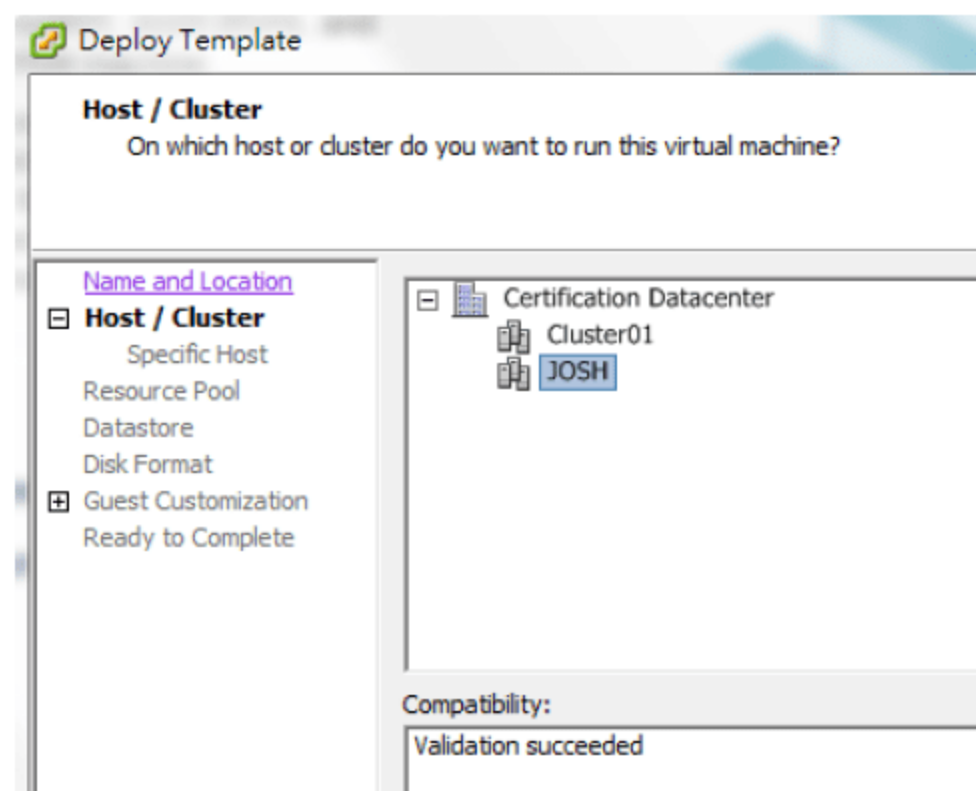 Deploy Template
Host / Cluster
On which host or cluster do you want to run this virtual machine?
Name and Location
Host / Cluster
Specific Host
Resource Pool
Datastore
Disk Format
Guest Customization
Ready to Complete
Certification Datacenter
Cluster01
JOSH
Compatibility:
Validation succeeded